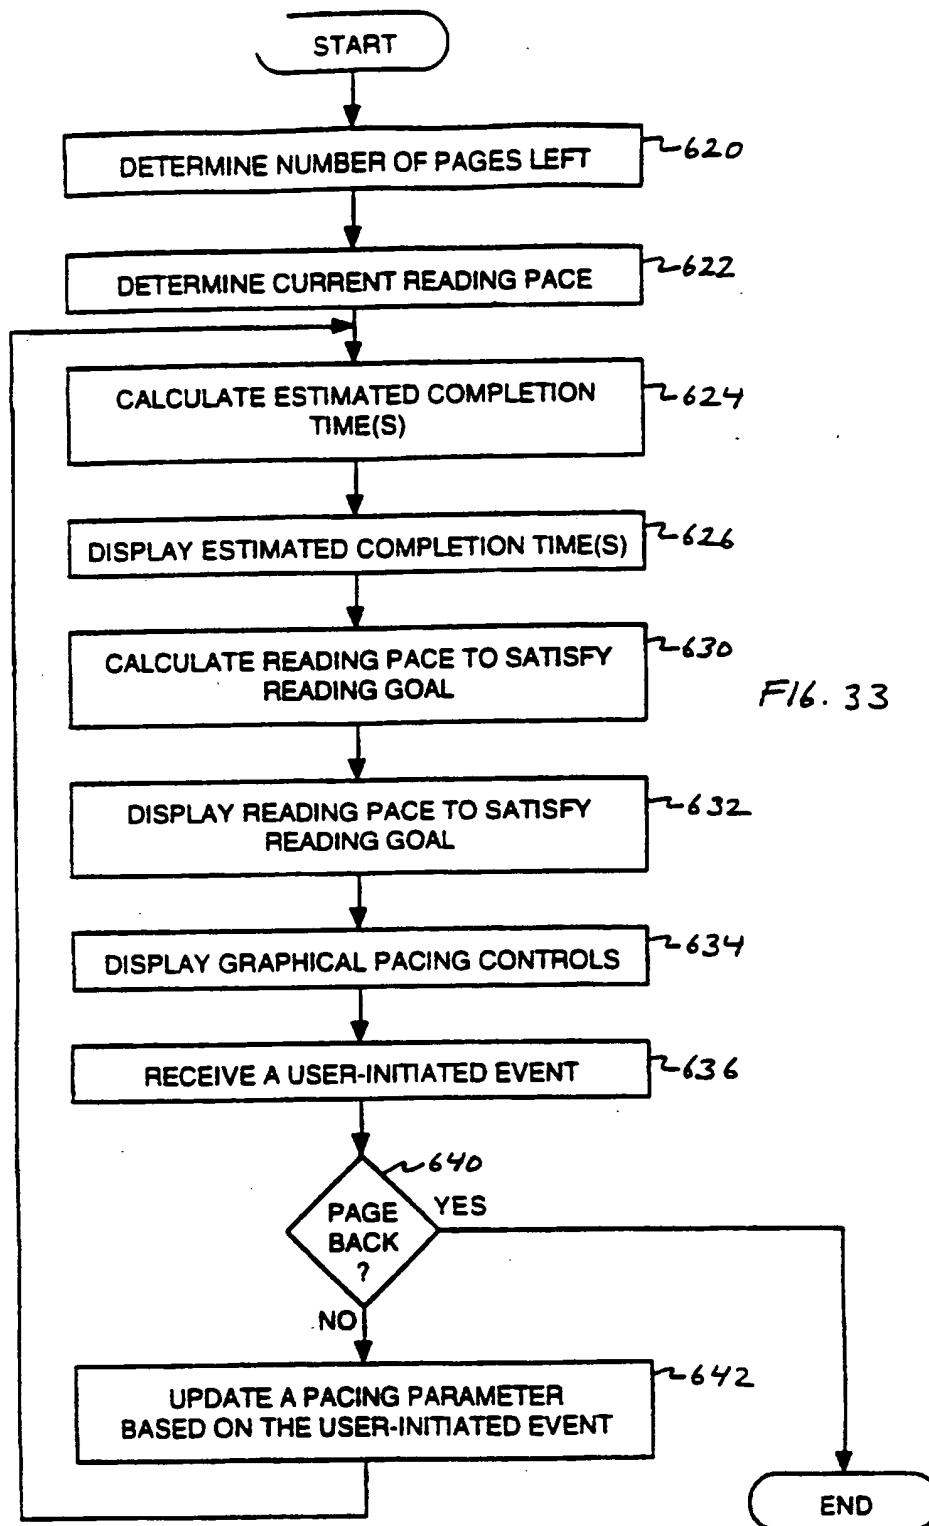 START
DETERMINE NUMBER OF PAGES LEFT
620
DETERMINE CURRENT READING PACE
622
CALCULATE ESTIMATED COMPLETION
TIME(S)
624
DISPLAY ESTIMATED COMPLETION TIME(S)
626
CALCULATE READING PACE TO SATISFY
READING GOAL
630
FIG. 33
DISPLAY READING PACE TO SATISFY
READING GOAL
632
DISPLAY GRAPHICAL PACING CONTROLS
634
RECEIVE A USER-INITIATED EVENT
636
640
PAGE
BACK
?
YES
NO
UPDATE A PACING PARAMETER
BASED ON THE USER-INITIATED EVENT
642
END